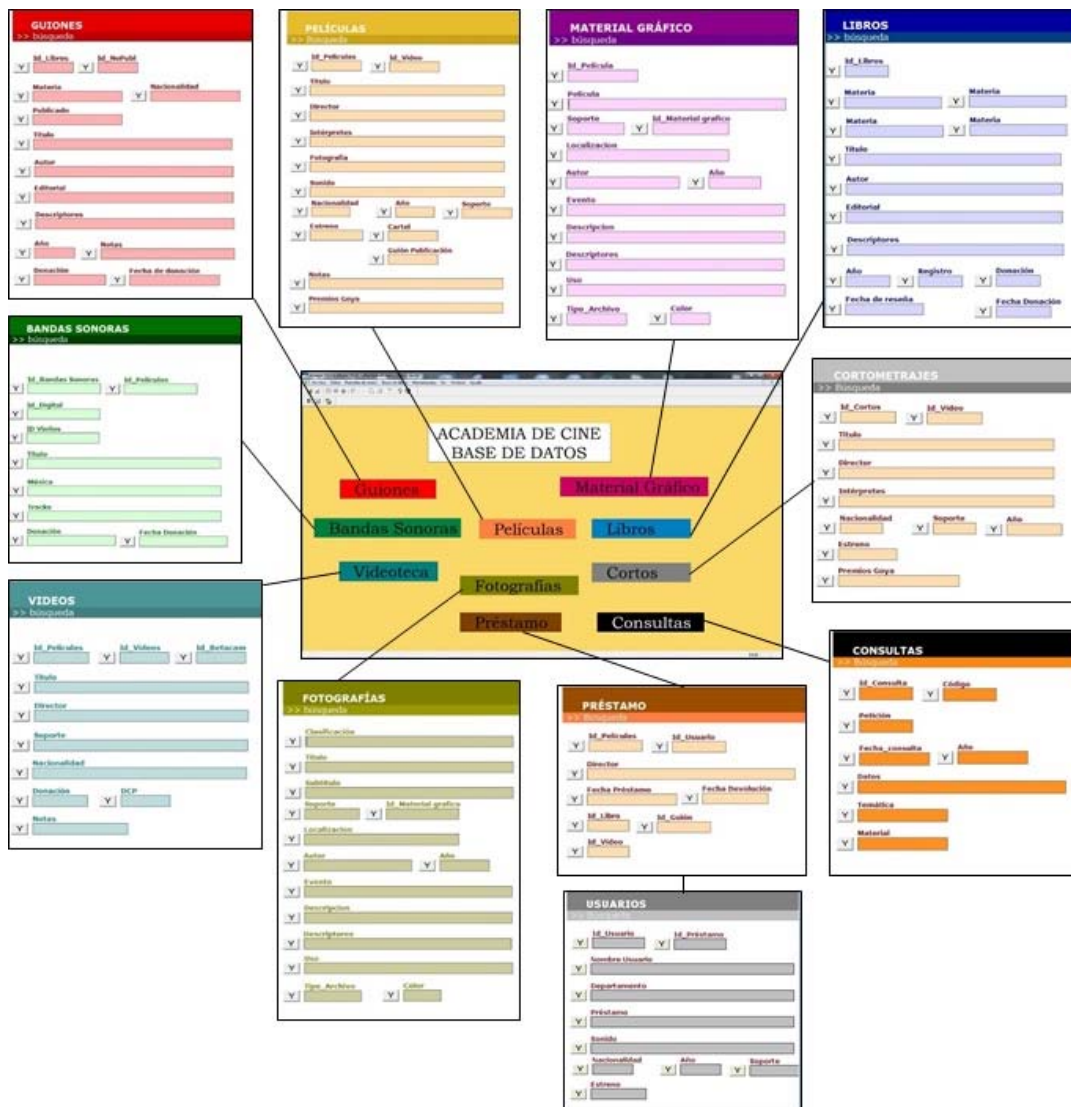 GUIONES
>> búsqueda
Id_Libros Id_NoPubl
Materia Nacionalidad
Publicado
Título
Autor
Editorial
Descriptores
Año Notas
Donación Fecha de donación
PELÍCULAS
>> Búsqueda
Id_Películas Id_Video
Título
Director
Intérpretes
Fotografía
Sonido
Nacionalidad Año Soporte
Estreno Cartel
Guión Publicación
Notas
Premios Goya
MATERIAL GRÁFICO
>> búsqueda
Id_Película
Película
Soporte Id_Material grafico
Localizacion
Autor Año
Evento
Descripcion
Descriptores
Uso
Tipo_Archivo Color
LIBROS
>> búsqueda
Id_Libros
Materia Materia
Materia Materia
Título
Autor
Editorial
Descriptores
Año Registro Donación
Fecha de reseña Fecha Donación
BANDAS SONORAS
>> búsqueda
Id_Bandas Sonoras Id_Películas
Id_Digital
ID Vinilos
Título
Música
Tracks
Donación Fecha Donación
ACADEMIA DE CINE
BASE DE DATOS
Guiones Material Gráfico
Bandas Sonoras Películas Libros
Videoteca Fotografías Cortos
Préstamo Consultas
CORTOMETRAJES
>> Búsqueda
Id_Cortos Id_Video
Título
Director
Intérpretes
Nacionalidad Soporte Año
Estreno
Premios Goya
VIDEOS
>> búsqueda
Id_Películas Id_Videos Id_Betacam
Título
Director
Soporte
Nacionalidad
Donación DCP
Notas
FOTOGRAFÍAS
>> búsqueda
Clasificación
Título
Subtítulo
Soporte Id_Material grafico
Localizacion
Autor Año
Evento
Descripcion
Descriptores
Uso
Tipo_Archivo Color
PRÉSTAMO
>> Búsqueda
Id_Películas Id_Usuario
Director
Fecha Préstamo Fecha Devolución
Id_Libro Id_Guión
Id_Video
CONSULTAS
>> Búsqueda
Id_Consulta Código
Petición
Fecha_consulta Año
Datos
Temática
Material
USUARIOS
>> Búsqueda
Id_Usuario Id_Préstamo
Nombre Usuario
Departamento
Préstamo
Sonido
Nacionalidad Año Soporte
Estreno